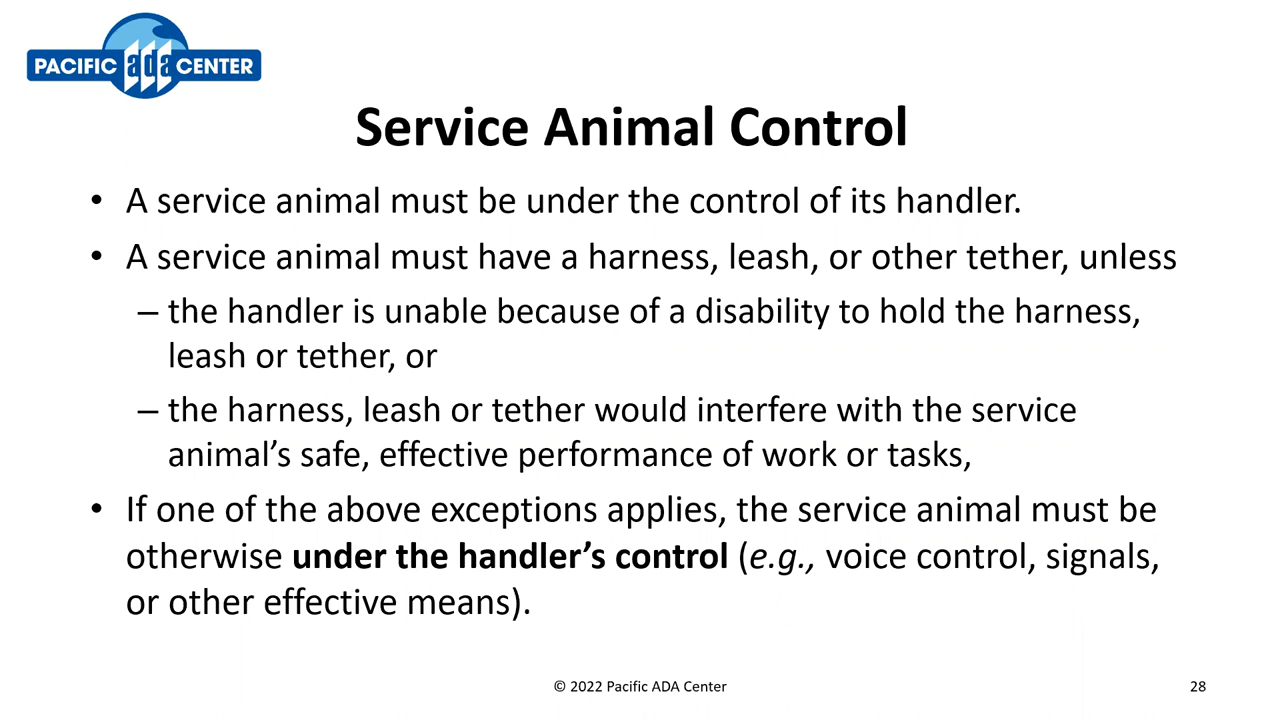 PACIFIC ada CENTER
Service Animal Control
• A service animal must be under the control of its handler.
• A service animal must have a harness, leash, or other tether, unless
– the handler is unable because of a disability to hold the harness,
leash or tether, or
– the harness, leash or tether would interfere with the service
animal’s safe, effective performance of work or tasks,
• If one of the above exceptions applies, the service animal must be
otherwise under the handler’s control (e.g., voice control, signals,
or other effective means).
© 2022 Pacific ADA Center
28